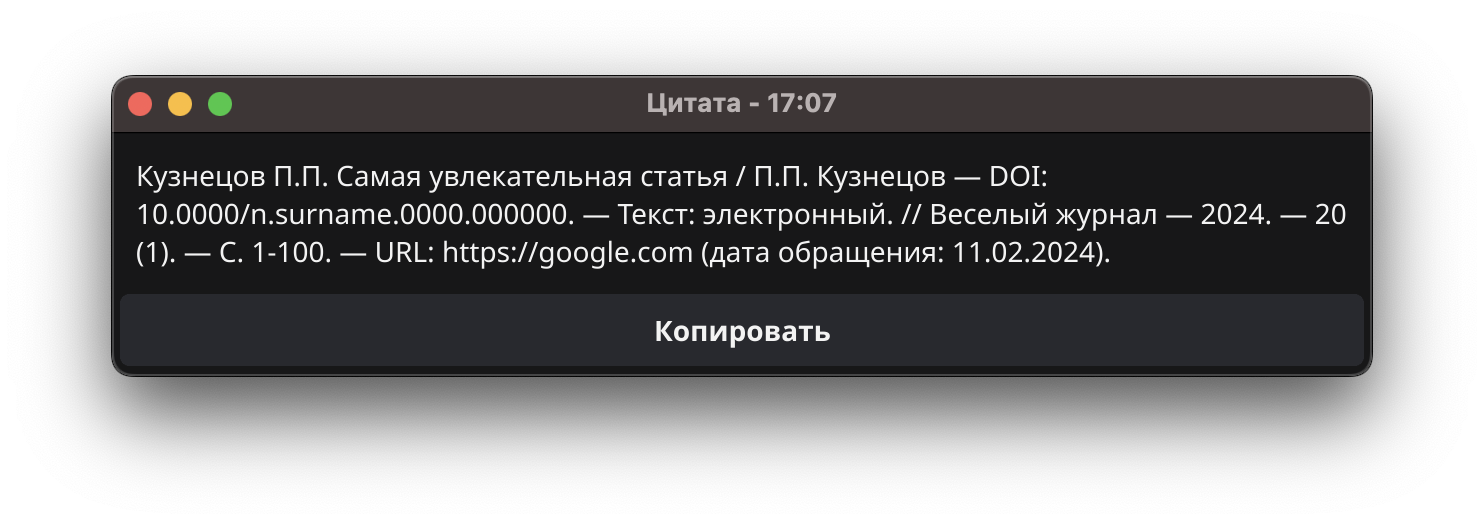 Цитата - 17:07
Кузнецов П.П. Самая увлекательная статья / П.П. Кузнецов — DOI:
10.0000/n.surname.0000.000000. — Текст: электронный. // Веселый журнал — 2024. — 20
(1). — С. 1-100. — URL: https://google.com (дата обращения: 11.02.2024).
Копировать